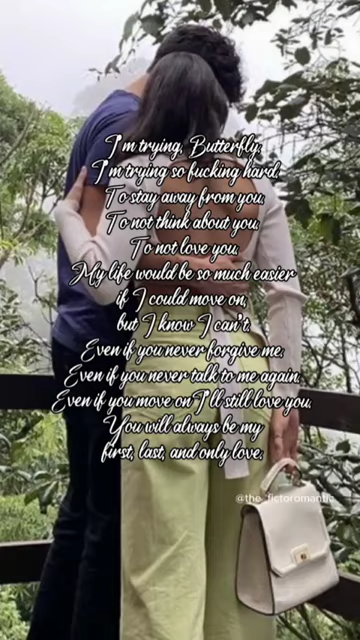 I'm trying, Butterfly.
I'm trying so fucking hard.
To stay away from you.
To not think about you.
To not love you.
My life would be so much easier
if I could move on,
but I know I can't.
Even if you never forgive me.
Even if you never talk to me again.
Even if you move on I'll still love you.
You will always be my
first, last, and only love.
@the_fictoromantic